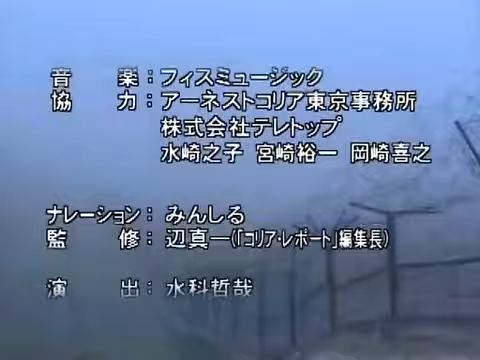 音　　楽：フィスミュージック
協　　力：アーネストコリア東京事務所
株式会社テレトップ
水崎之子 宮崎裕一 岡崎喜之
ナレーション： みんしる
監　　修：辺真一(「コリア・レポート」編集長)
演　　出：水科哲哉